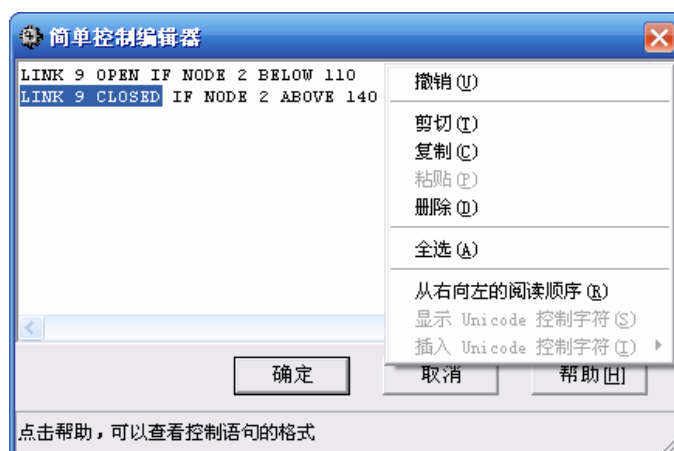 简单控制编辑器
LINK 9 OPEN IF NODE 2 BELOW 110
LINK 9 CLOSED IF NODE 2 ABOVE 140
撤销(U)
剪切(T)
复制(C)
粘贴(P)
删除(D)
全选(A)
从右向左的阅读顺序(R)
显示 Unicode 控制字符(S)
插入 Unicode 控制字符(I)
确定
取消
帮助[H]
点击帮助，可以查看控制语句的格式